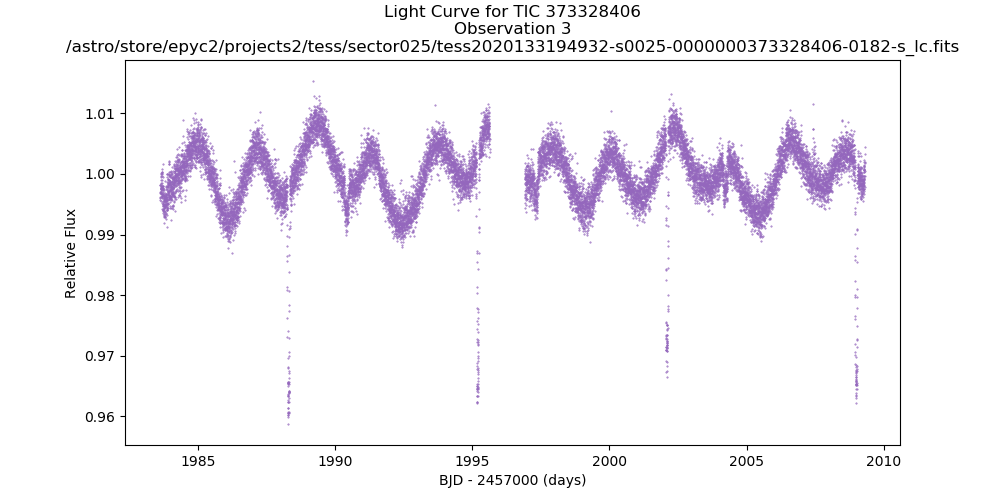 Light Curve for TIC 373328406
Observation 3
/astro/store/epyc2/projects2/tess/sector025/tess2020133194932-s0025-0000000373328406-0182-s_lc.fits
1.01
1.00
0.99
0.98
0.97
0.96
Relative Flux
1985
1990
1995
2000
2005
2010
BJD - 2457000 (days)